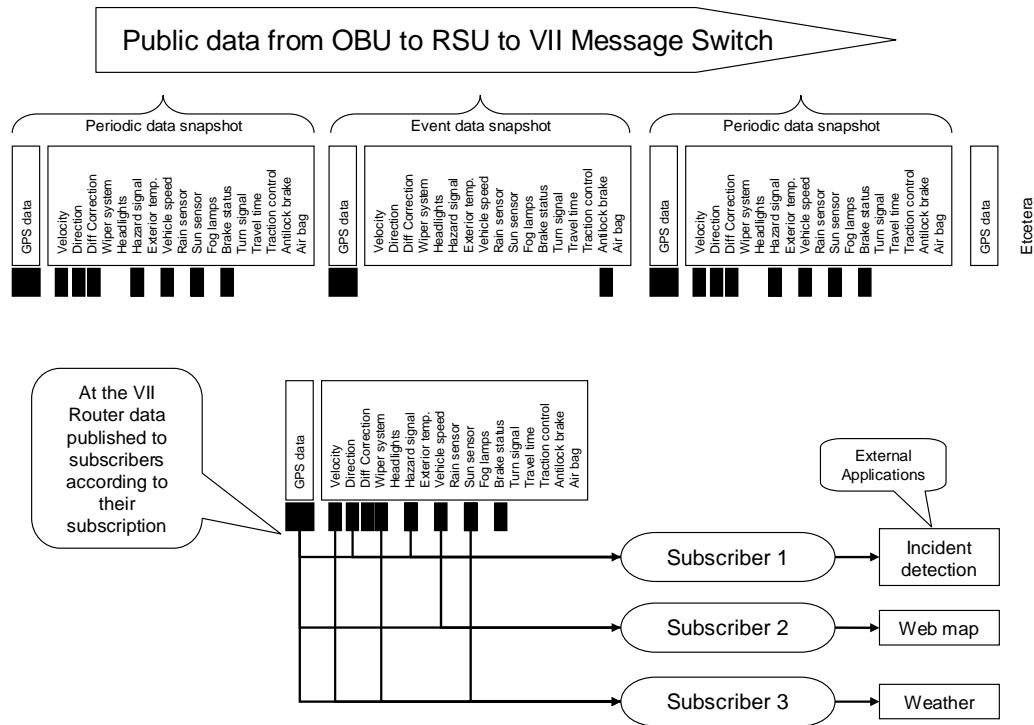 Public data from OBU to RSU to VII Message Switch
Periodic data snapshot
Event data snapshot
Periodic data snapshot
GPS data
Velocity
Direction
Diff Correction
Wiper system
Headlights
Hazard signal
Exterior temp.
Vehicle speed
Rain sensor
Sun sensor
Fog lamps
Brake status
Turn signal
Travel time
Traction control
Antilock brake
Air bag
GPS data
Velocity
Direction
Diff Correction
Wiper system
Headlights
Hazard signal
Exterior temp.
Vehicle speed
Rain sensor
Sun sensor
Fog lamps
Brake status
Turn signal
Travel time
Traction control
Antilock brake
Air bag
GPS data
Velocity
Direction
Diff Correction
Wiper system
Headlights
Hazard signal
Exterior temp.
Vehicle speed
Rain sensor
Sun sensor
Fog lamps
Brake status
Turn signal
Travel time
Traction control
Antilock brake
Air bag
GPS data
Etcetera
At the VII
Router data
published to
subscribers
according to
their
subscription
GPS data
Velocity
Direction
Diff Correction
Wiper system
Headlights
Hazard signal
Exterior temp.
Vehicle speed
Rain sensor
Sun sensor
Fog lamps
Brake status
Turn signal
Travel time
Traction control
Antilock brake
Air bag
External
Applications
Subscriber 1
Incident
detection
Subscriber 2
Web map
Subscriber 3
Weather